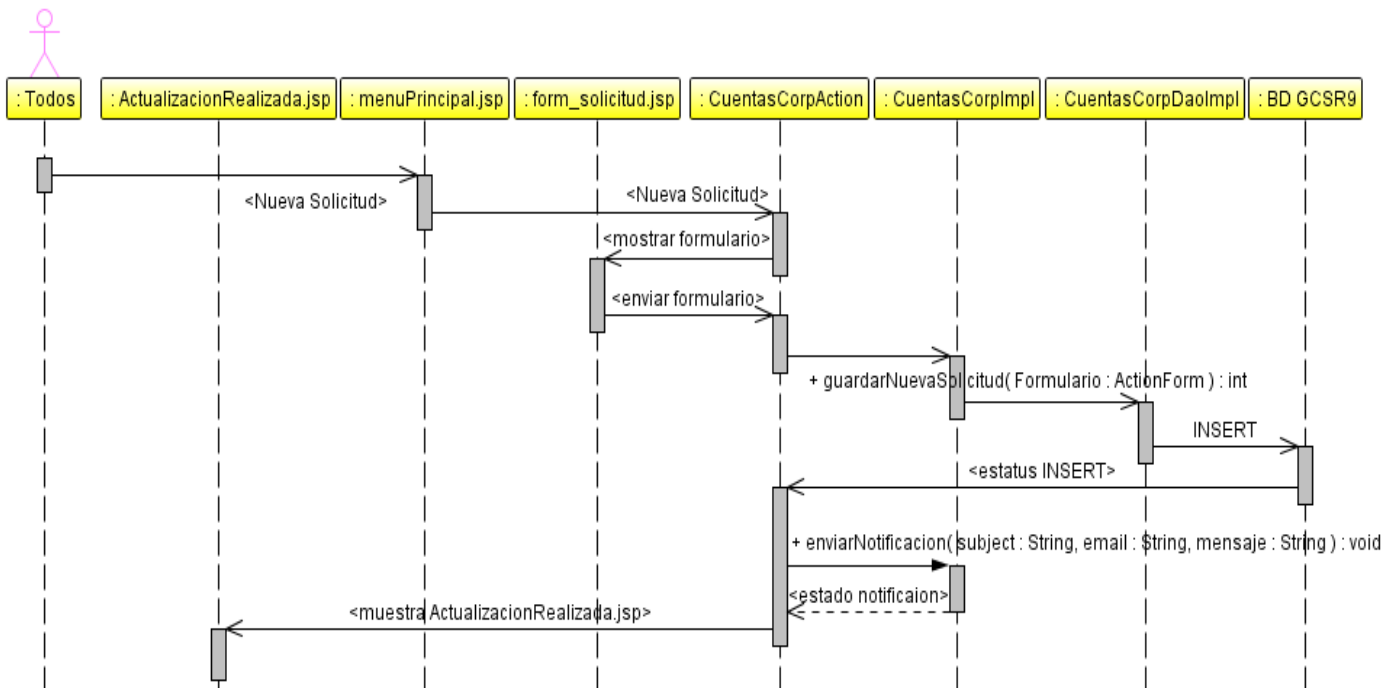 : Todos
: ActualizacionRealizada.jsp
: menuPrincipal.jsp
: form_solicitud.jsp
: CuentasCorpAction
: CuentasCorpImpl
: CuentasCorpDaoImpl
: BD GCSR9
<Nueva Solicitud>
<Nueva Solicitud>
<mostrar formulario>
<enviar formulario>
+ guardarNuevaSolicitud( Formulario : ActionForm ) : int
INSERT
<estatus INSERT>
+ enviarNotificacion( subject : String, email : String, mensaje : String ) : void
<estado notificaion>
<muestra ActualizacionRealizada.jsp>